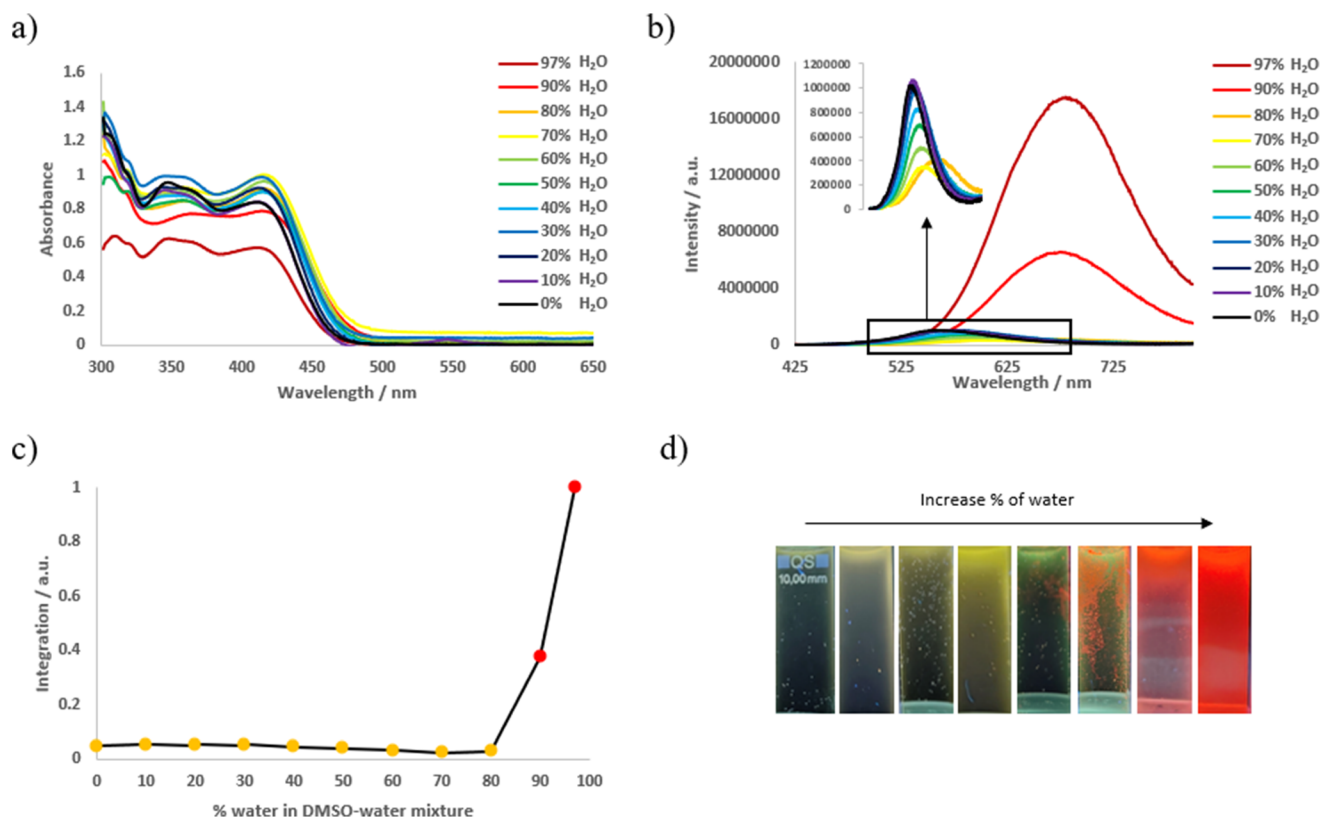 a)
1.6
1.4
1.2
1
0.8
0.6
0.4
0.2
0
300
350
400
450
500
550
600
650
Absorbance
Wavelength / nm
97% H₂O
90% H₂O
80% H₂O
70% H₂O
60% H₂O
50% H₂O
40% H₂O
30% H₂O
20% H₂O
10% H₂O
0% H₂O
b)
20000000
16000000
12000000
8000000
4000000
0
425
525
625
725
Intensity / a.u.
Wavelength / nm
1200000
1000000
800000
600000
400000
200000
0
97% H₂O
90% H₂O
80% H₂O
70% H₂O
60% H₂O
50% H₂O
40% H₂O
30% H₂O
20% H₂O
10% H₂O
0% H₂O
c)
1
0.8
0.6
0.4
0.2
0
0
10
20
30
40
50
60
70
80
90
100
Integration / a.u.
% water in DMSO-water mixture
d)
Increase % of water
QS
10,00mm